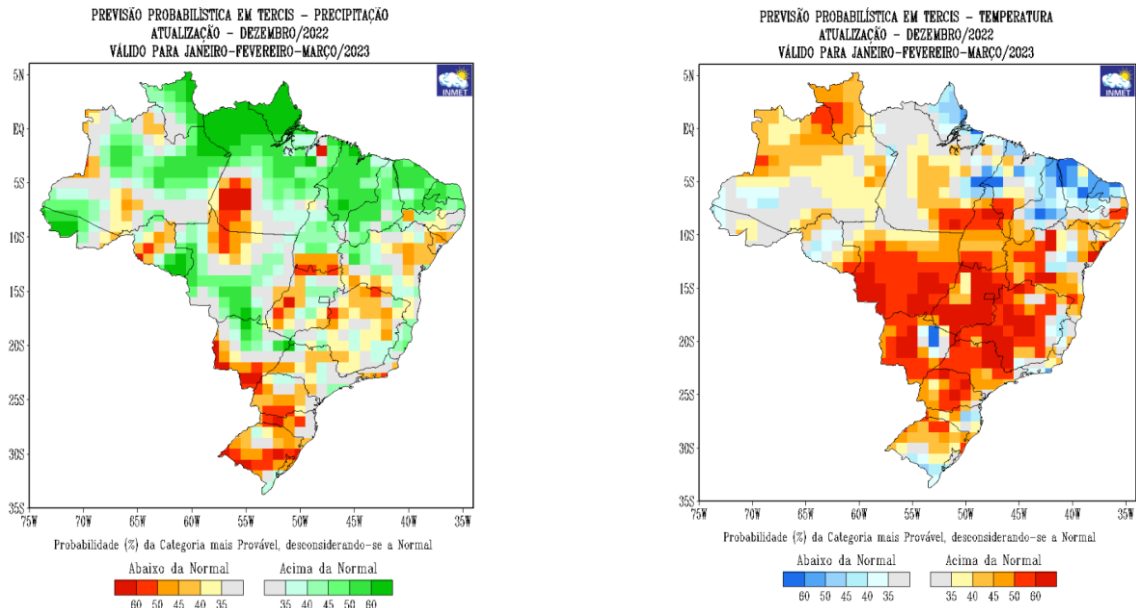 PREVISÃO PROBABILÍSTICA EM TERCIS - PRECIPITAÇÃO
ATUALIZAÇÃO - DEZEMBRO/2022
VÁLIDO PARA JANEIRO-FEVEREIRO-MARÇO/2023
INMET
5N
EQ
5S
10S
15S
20S
25S
30S
35S
75W 70W 65W 60W 55W 50W 45W 40W 35W
Probabilidade (%) da Categoria mais Provável, desconsiderando-se a Normal
Abaixo da Normal Acima da Normal
60 50 45 40 35 35 40 45 50 60
PREVISÃO PROBABILÍSTICA EM TERCIS - TEMPERATURA
ATUALIZAÇÃO - DEZEMBRO/2022
VÁLIDO PARA JANEIRO-FEVEREIRO-MARÇO/2023
INMET
5N
EQ
5S
10S
15S
20S
25S
30S
35S
75W 70W 65W 60W 55W 50W 45W 40W 35W
Probabilidade (%) da Categoria mais Provável, desconsiderando-se a Normal
Abaixo da Normal Acima da Normal
60 50 45 40 35 35 40 45 50 60